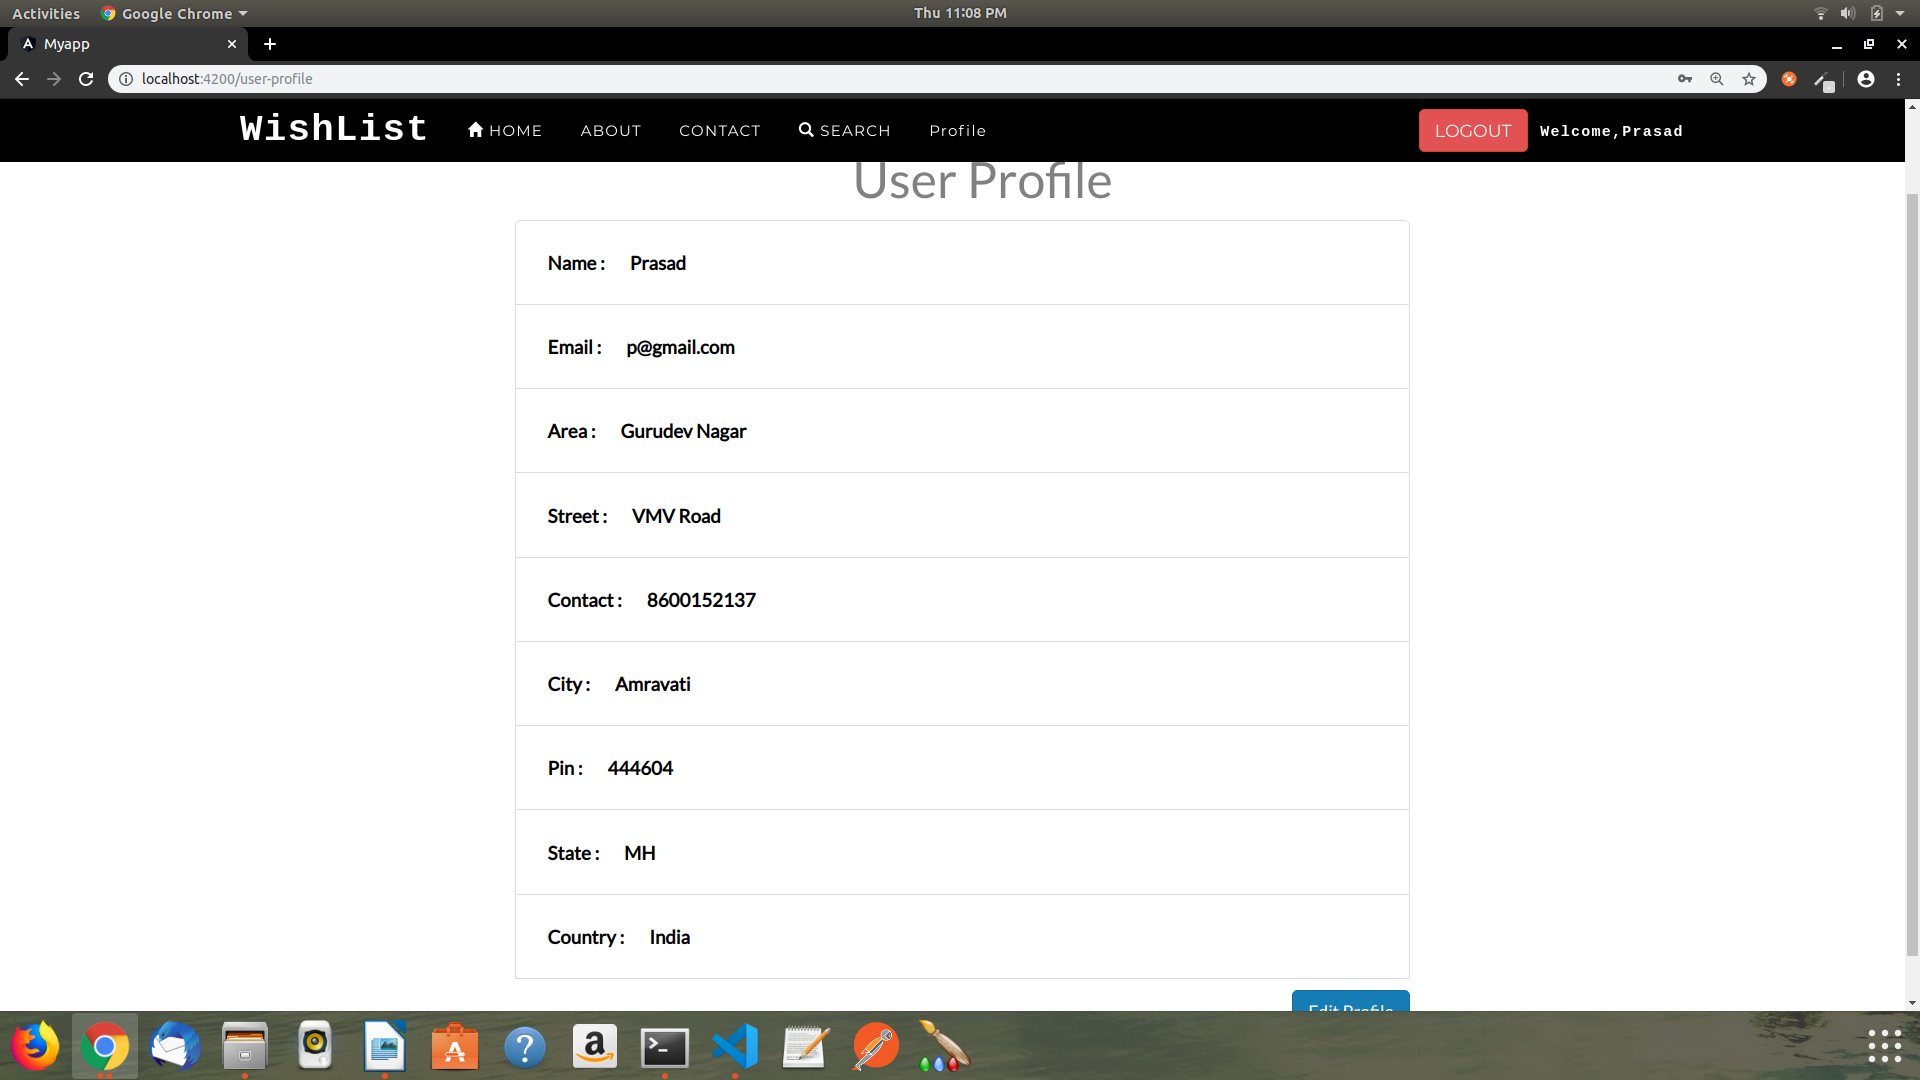 Activities Google Chrome Thu 11:08 PM
Myapp
localhost:4200/user-profile
WishList HOME ABOUT CONTACT SEARCH Profile LOGOUT Welcome,Prasad
User Profile
Name : Prasad
Email : p@gmail.com
Area : Gurudev Nagar
Street : VMV Road
Contact : 8600152137
City : Amravati
Pin : 444604
State : MH
Country : India
Edit Profile